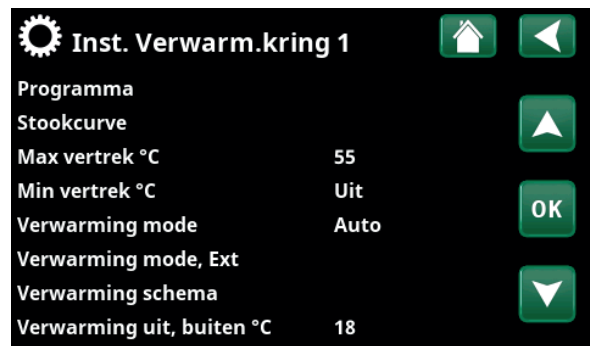 Inst. Verwarm.kring 1
Programma
Stookcurve
Max vertrek °C 55
Min vertrek °C Uit
Verwarming mode Auto
Verwarming mode, Ext
Verwarming schema
Verwarming uit, buiten °C 18
OK